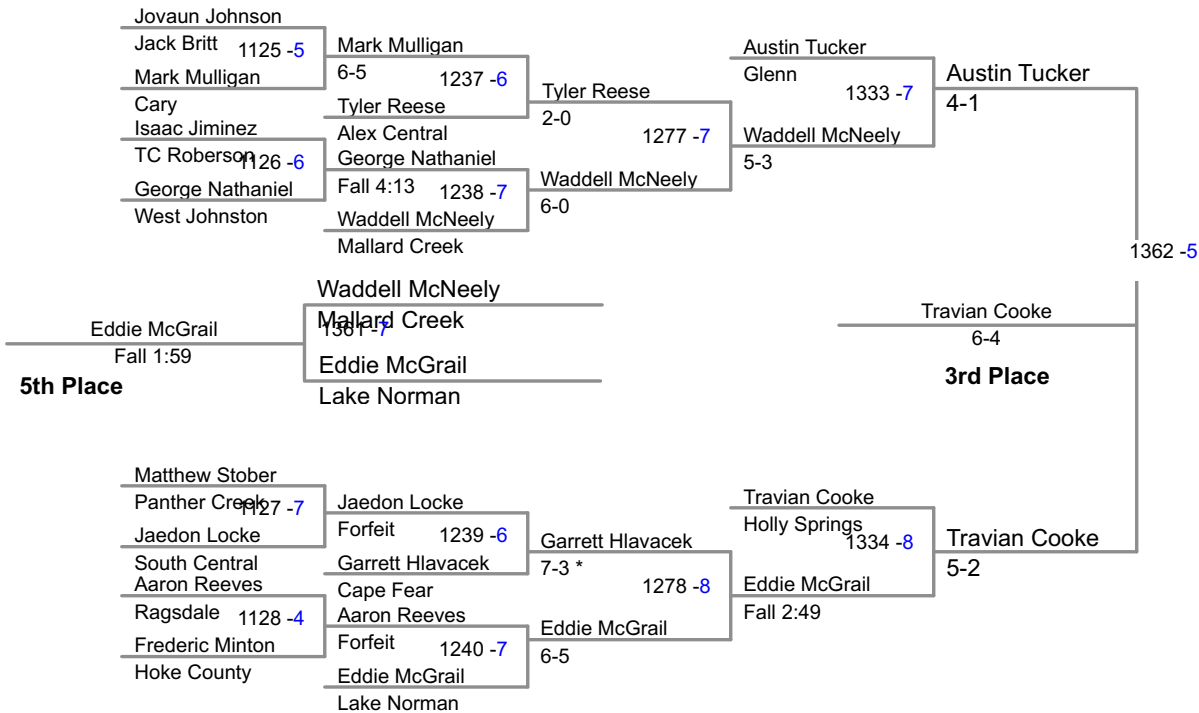 Jovaun Johnson
Jack Britt
1125 -5
Mark Mulligan
Cary
Isaac Jiminez
TC Roberson
1126 -6
George Nathaniel
West Johnston
Mark Mulligan
6-5
1237 -6
Tyler Reese
Alex Central
George Nathaniel
Fall 4:13
1238 -7
Waddell McNeely
Mallard Creek
Tyler Reese
2-0
1277 -7
Waddell McNeely
6-0
Austin Tucker
Glenn
1333 -7
Waddell McNeely
5-3
Austin Tucker
4-1
1362 -5
Waddell McNeely
Mallard Creek
1361 -7
Eddie McGrail
Lake Norman
Eddie McGrail
Fall 1:59
5th Place
Travian Cooke
6-4
3rd Place
Matthew Stober
Panther Creek
1127 -7
Jaedon Locke
South Central
Aaron Reeves
Ragsdale
1128 -4
Frederic Minton
Hoke County
Jaedon Locke
Forfeit
1239 -6
Garrett Hlavacek
Cape Fear
Aaron Reeves
Forfeit
1240 -7
Eddie McGrail
Lake Norman
Garrett Hlavacek
7-3 *
1278 -8
Eddie McGrail
6-5
Travian Cooke
Holly Springs
1334 -8
Eddie McGrail
Fall 2:49
Travian Cooke
5-2